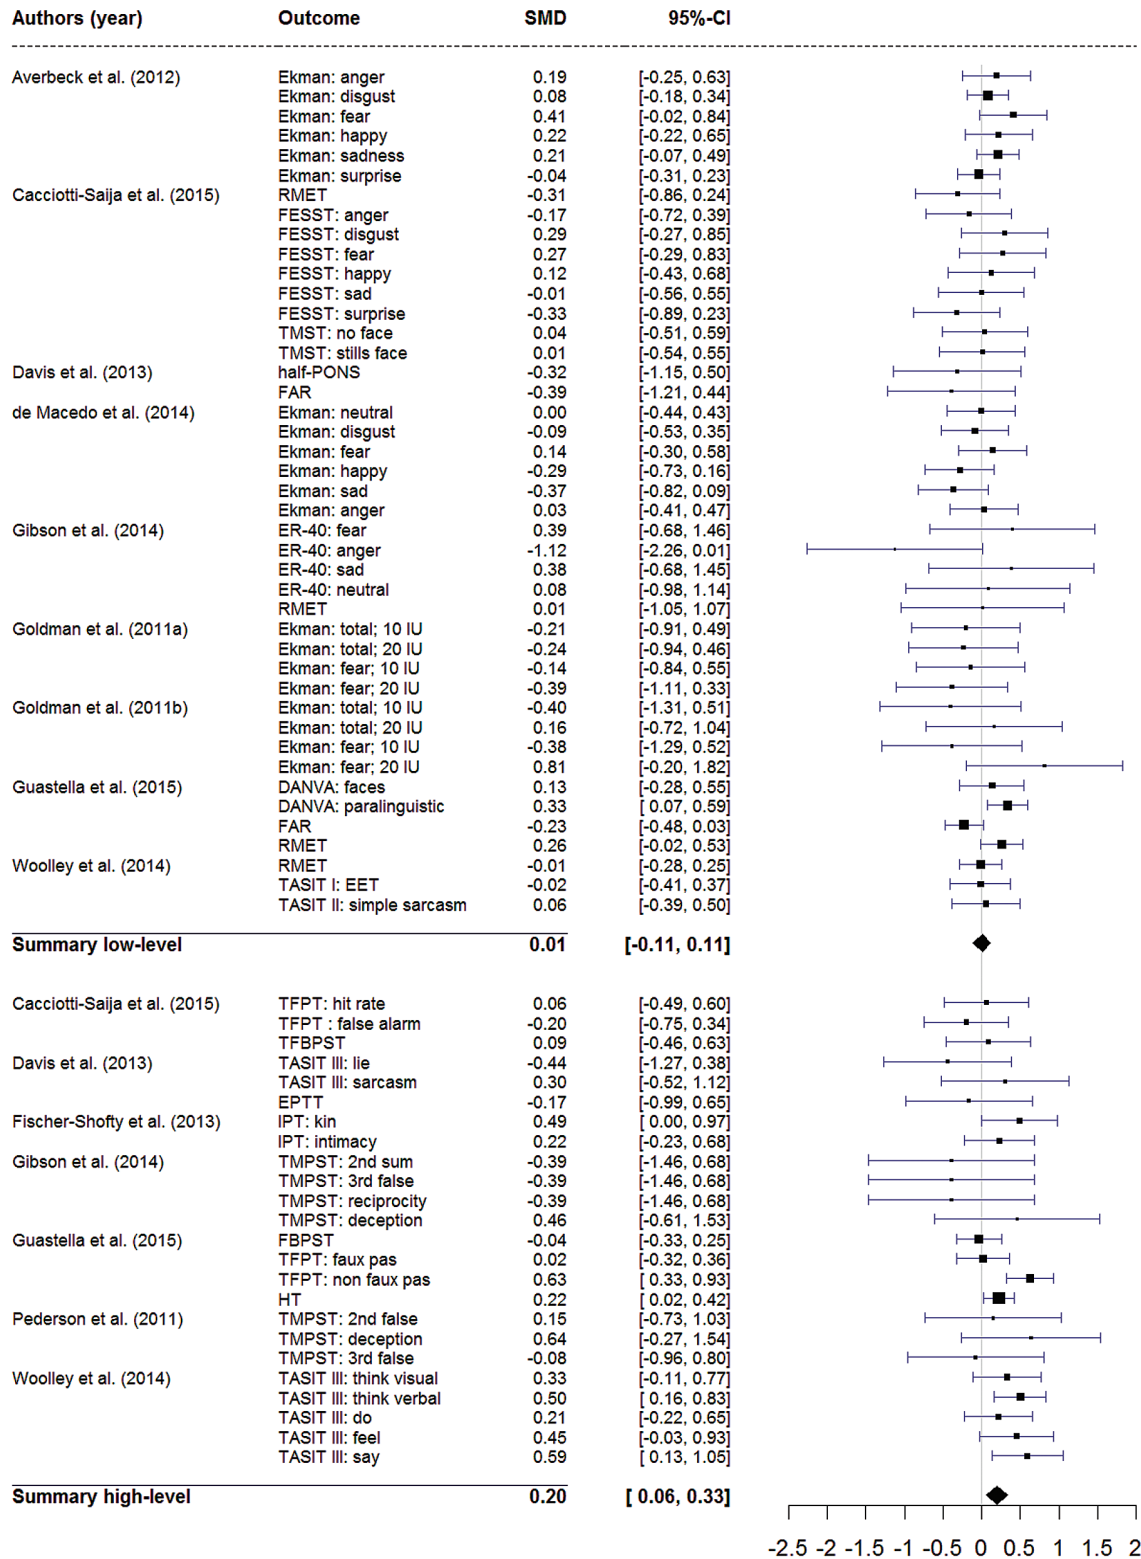 Authors (year) Outcome SMD 95%-CI
Averbeck et al. (2012) Ekman: anger 0.19 [-0.25, 0.63]
Ekman: disgust 0.08 [-0.18, 0.34]
Ekman: fear 0.41 [-0.02, 0.84]
Ekman: happy 0.22 [-0.22, 0.65]
Ekman: sadness 0.21 [-0.07, 0.49]
Ekman: surprise -0.04 [-0.31, 0.23]
Cacciotti-Saija et al. (2015) RMET -0.31 [-0.86, 0.24]
FESST: anger -0.17 [-0.72, 0.39]
FESST: disgust 0.29 [-0.27, 0.85]
FESST: fear 0.27 [-0.29, 0.83]
FESST: happy 0.12 [-0.43, 0.68]
FESST: sad -0.01 [-0.56, 0.55]
FESST: surprise -0.33 [-0.89, 0.23]
TMST: no face 0.04 [-0.51, 0.59]
TMST: stills face 0.01 [-0.54, 0.55]
Davis et al. (2013) half-PONS -0.32 [-1.15, 0.50]
FAR -0.39 [-1.21, 0.44]
de Macedo et al. (2014) Ekman: neutral 0.00 [-0.44, 0.43]
Ekman: disgust -0.09 [-0.53, 0.35]
Ekman: fear 0.14 [-0.30, 0.58]
Ekman: happy -0.29 [-0.73, 0.16]
Ekman: sad -0.37 [-0.82, 0.09]
Ekman: anger 0.03 [-0.41, 0.47]
Gibson et al. (2014) ER-40: fear 0.39 [-0.68, 1.46]
ER-40: anger -1.12 [-2.26, 0.01]
ER-40: sad 0.38 [-0.68, 1.45]
ER-40: neutral 0.08 [-0.98, 1.14]
RMET 0.01 [-1.05, 1.07]
Goldman et al. (2011a) Ekman: total; 10 IU -0.21 [-0.91, 0.49]
Ekman: total; 20 IU -0.24 [-0.94, 0.46]
Ekman: fear; 10 IU -0.14 [-0.84, 0.55]
Ekman: fear; 20 IU -0.39 [-1.11, 0.33]
Goldman et al. (2011b) Ekman: total; 10 IU -0.40 [-1.31, 0.51]
Ekman: total; 20 IU 0.16 [-0.72, 1.04]
Ekman: fear; 10 IU -0.38 [-1.29, 0.52]
Ekman: fear; 20 IU 0.81 [-0.20, 1.82]
Guastella et al. (2015) DANVA: faces 0.13 [-0.28, 0.55]
DANVA: paralinguistic 0.33 [ 0.07, 0.59]
FAR -0.23 [-0.48, 0.03]
RMET 0.26 [-0.02, 0.53]
Woolley et al. (2014) RMET -0.01 [-0.28, 0.25]
TASIT I: EET -0.02 [-0.41, 0.37]
TASIT II: simple sarcasm 0.06 [-0.39, 0.50]
Summary low-level 0.01 [-0.11, 0.11]
Cacciotti-Saija et al. (2015) TFPT: hit rate 0.06 [-0.49, 0.60]
TFPT : false alarm -0.20 [-0.75, 0.34]
TFBPST 0.09 [-0.46, 0.63]
Davis et al. (2013) TASIT III: lie -0.44 [-1.27, 0.38]
TASIT III: sarcasm 0.30 [-0.52, 1.12]
EPTT -0.17 [-0.99, 0.65]
Fischer-Shofty et al. (2013) IPT: kin 0.49 [ 0.00, 0.97]
IPT: intimacy 0.22 [-0.23, 0.68]
Gibson et al. (2014) TMPST: 2nd sum -0.39 [-1.46, 0.68]
TMPST: 3rd false -0.39 [-1.46, 0.68]
TMPST: reciprocity -0.39 [-1.46, 0.68]
TMPST: deception 0.46 [-0.61, 1.53]
Guastella et al. (2015) FBPST -0.04 [-0.33, 0.25]
TFPT: faux pas 0.02 [-0.32, 0.36]
TFPT: non faux pas 0.63 [ 0.33, 0.93]
HT 0.22 [ 0.02, 0.42]
Pederson et al. (2011) TMPST: 2nd false 0.15 [-0.73, 1.03]
TMPST: deception 0.64 [-0.27, 1.54]
TMPST: 3rd false -0.08 [-0.96, 0.80]
Woolley et al. (2014) TASIT III: think visual 0.33 [-0.11, 0.77]
TASIT III: think verbal 0.50 [ 0.16, 0.83]
TASIT III: do 0.21 [-0.22, 0.65]
TASIT III: feel 0.45 [-0.03, 0.93]
TASIT III: say 0.59 [ 0.13, 1.05]
Summary high-level 0.20 [ 0.06, 0.33]
-2.5 -2 -1.5 -1 -0.5 0 0.5 1 1.5 2